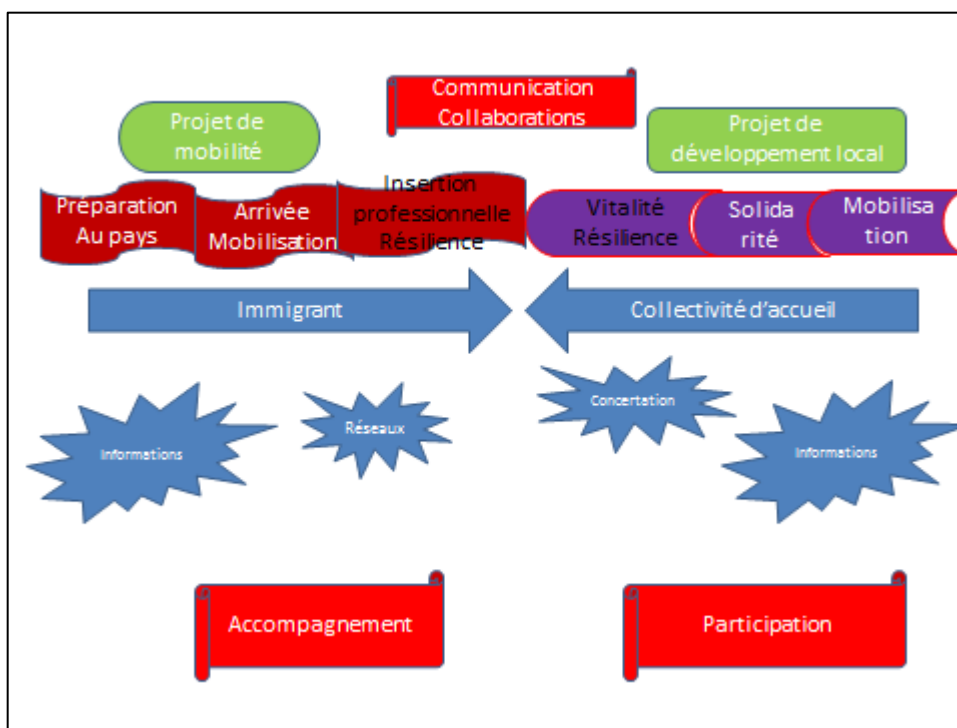 Communication
Collaborations
Projet de
mobilité
Projet de
développement local
Préparation
Au pays
Arrivée
Mobilisation
Insertion
professionnelle
Résilience
Vitalité
Résilience
Solida
rité
Mobilisa
tion
Immigrant
Collectivité d'accueil
Informations
Réseaux
Concertation
Informations
Accompagnement
Participation